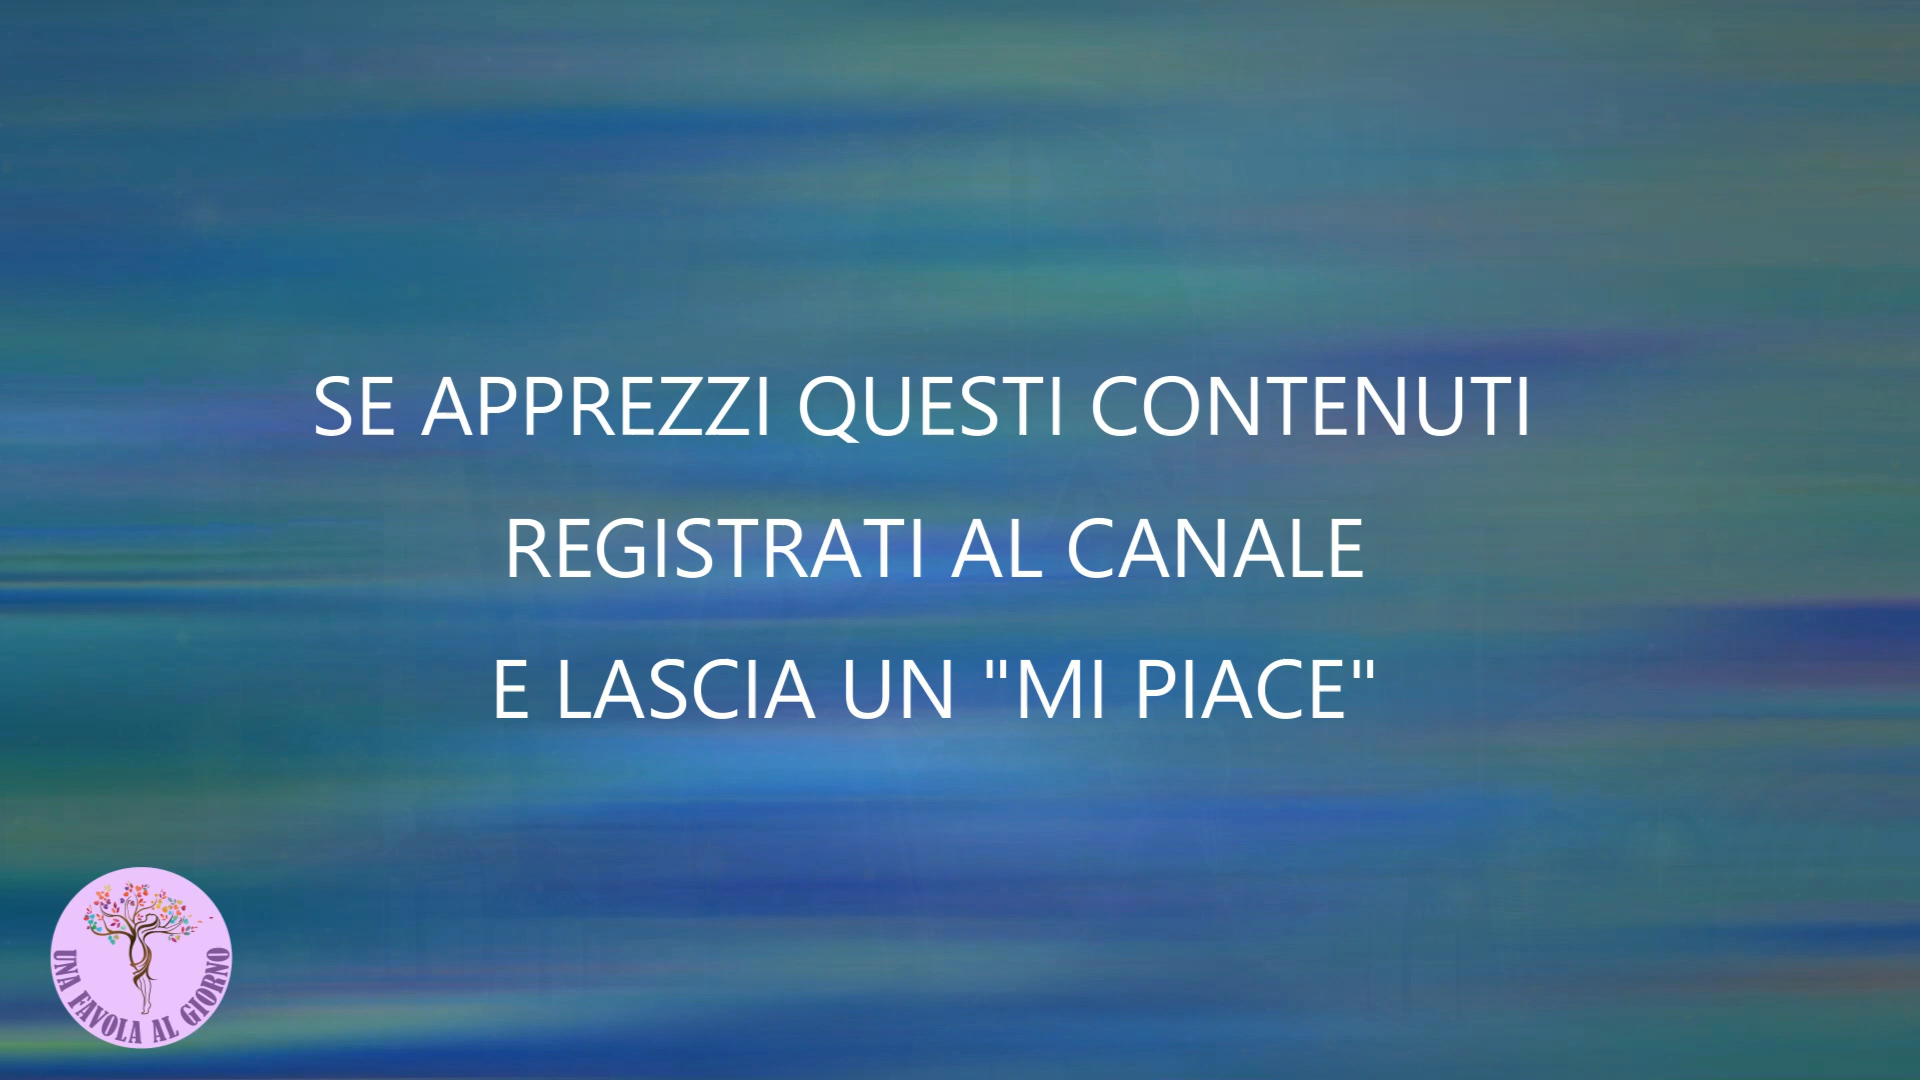 SE APPREZZI QUESTI CONTENUTI
REGISTRATI AL CANALE
E LASCIA UN "MI PIACE"
UNA FAVOLA AL GIORNO